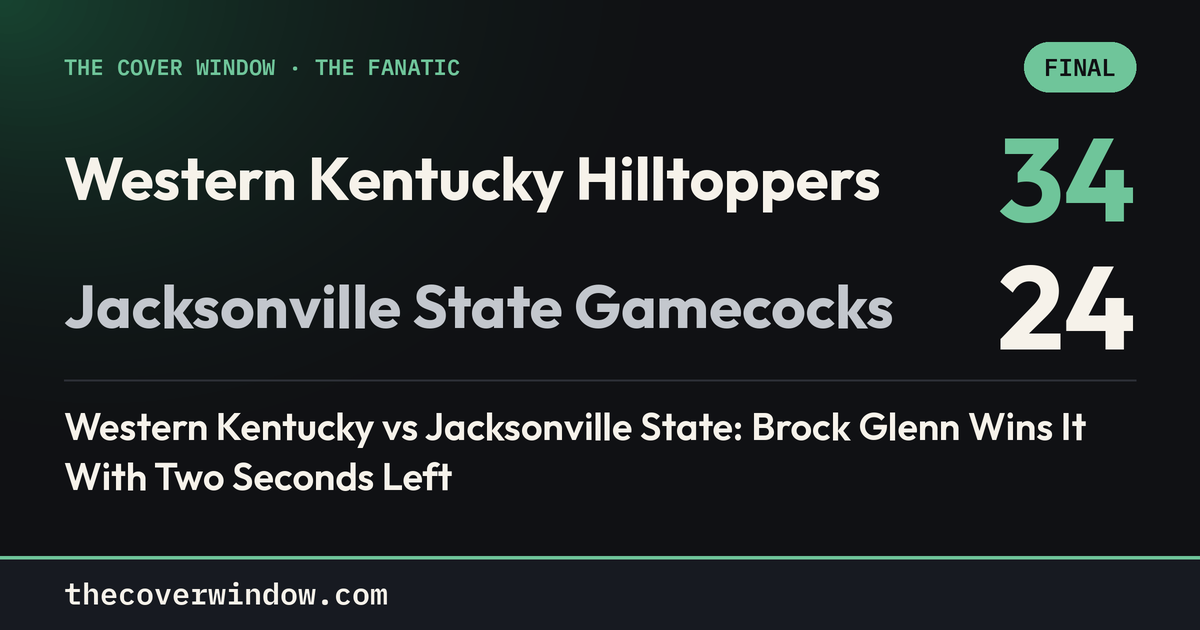 THE COVER WINDOW · THE FANATIC
FINAL
Western Kentucky Hilltoppers 34
Jacksonville State Gamecocks 24
Western Kentucky vs Jacksonville State: Brock Glenn Wins It
With Two Seconds Left
thecoverwindow.com